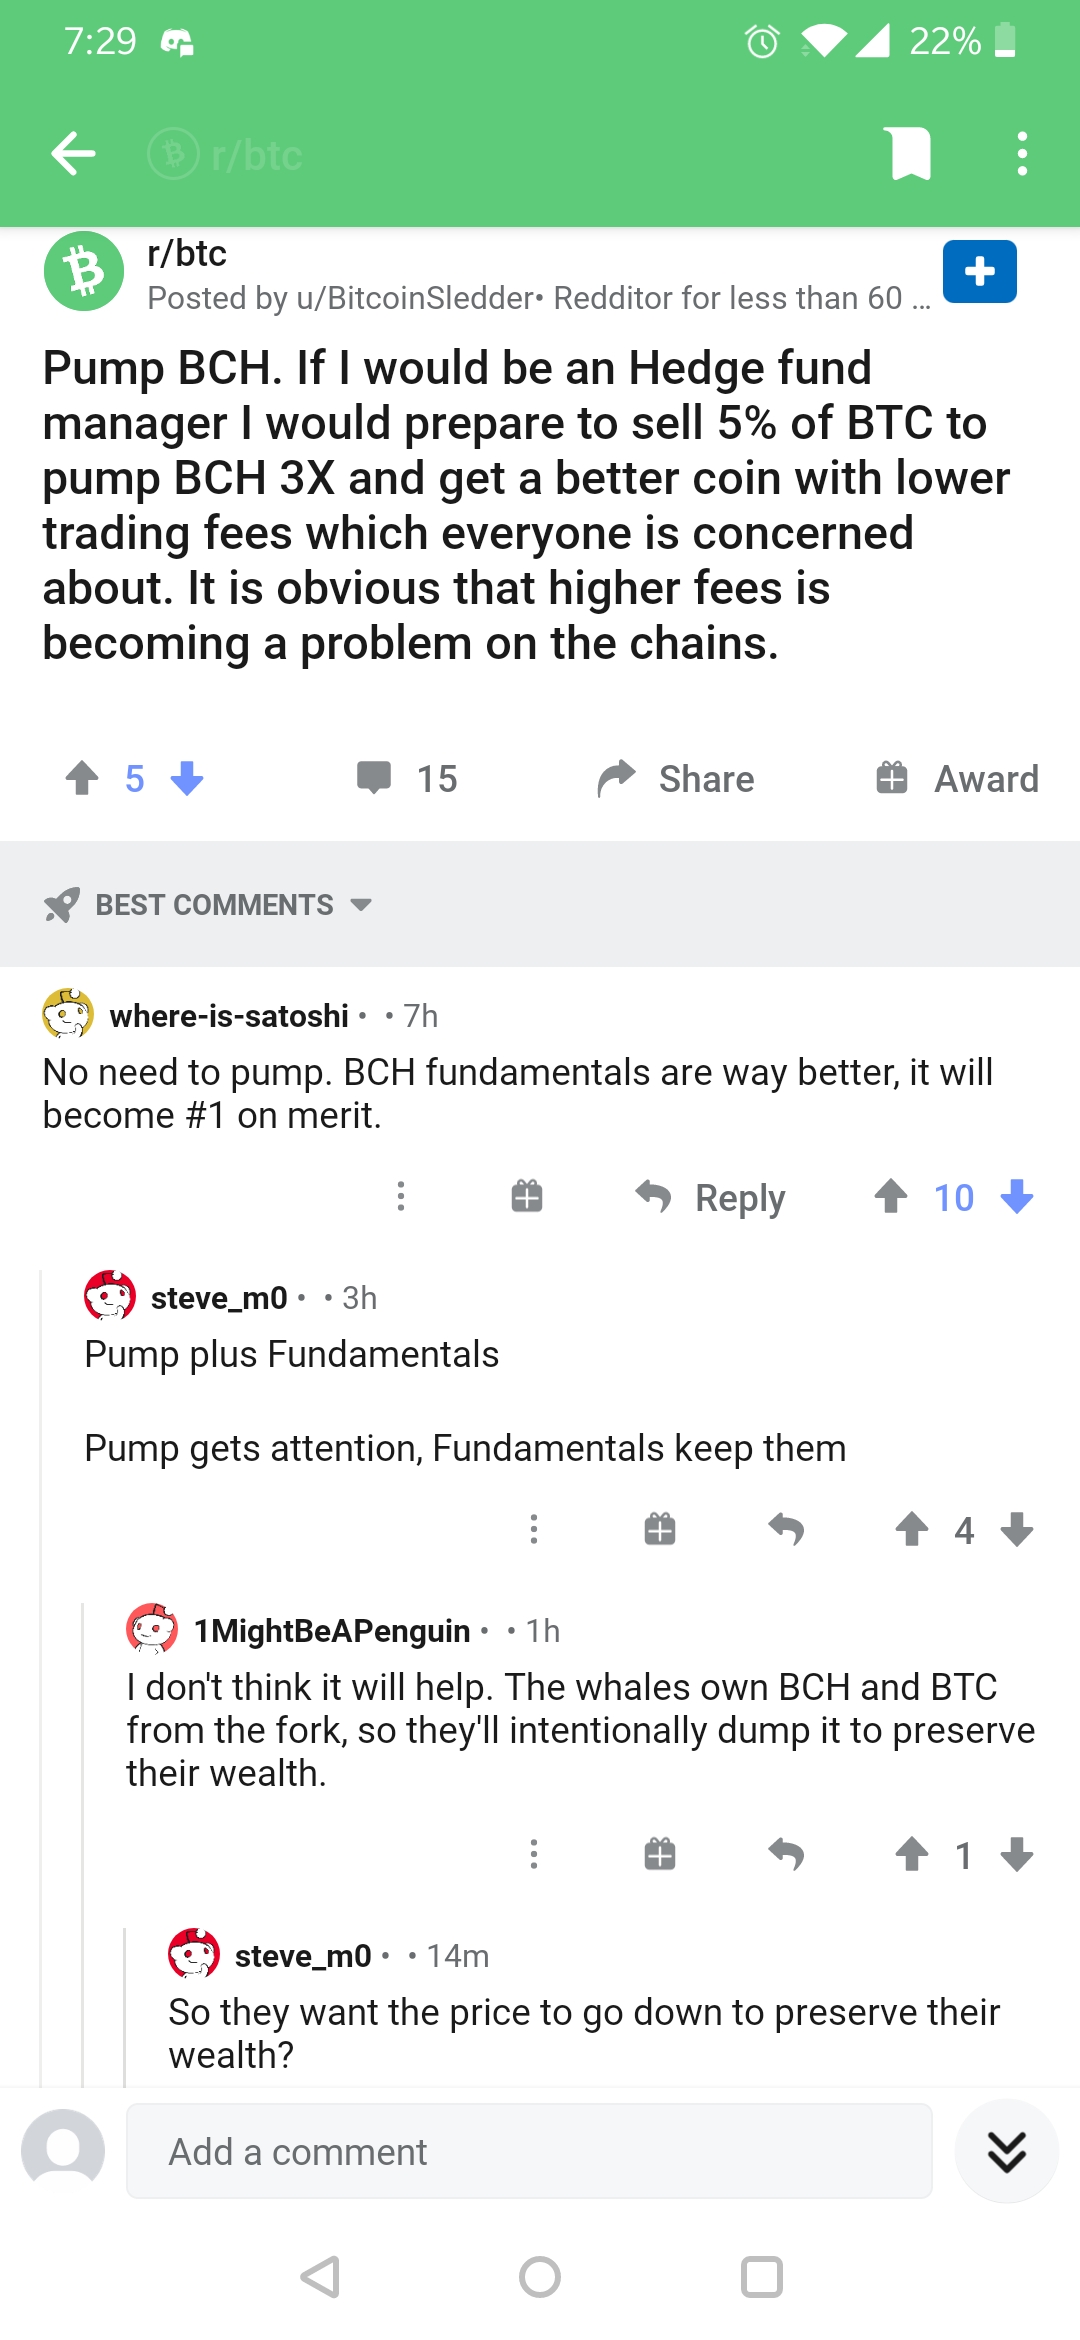 7:29
22%
r/btc
r/btc
Posted by u/BitcoinSledder• Redditor for less than 60 ...
Pump BCH. If I would be an Hedge fund
manager I would prepare to sell 5% of BTC to
pump BCH 3X and get a better coin with lower
trading fees which everyone is concerned
about. It is obvious that higher fees is
becoming a problem on the chains.
5
15
Share
Award
BEST COMMENTS
where-is-satoshi • • 7h
No need to pump. BCH fundamentals are way better, it will
become #1 on merit.
Reply
10
steve_m0 • • 3h
Pump plus Fundamentals
Pump gets attention, Fundamentals keep them
4
1MightBeAPenguin • • 1h
I don't think it will help. The whales own BCH and BTC
from the fork, so they'll intentionally dump it to preserve
their wealth.
1
steve_m0 • • 14m
So they want the price to go down to preserve their
wealth?
Add a comment